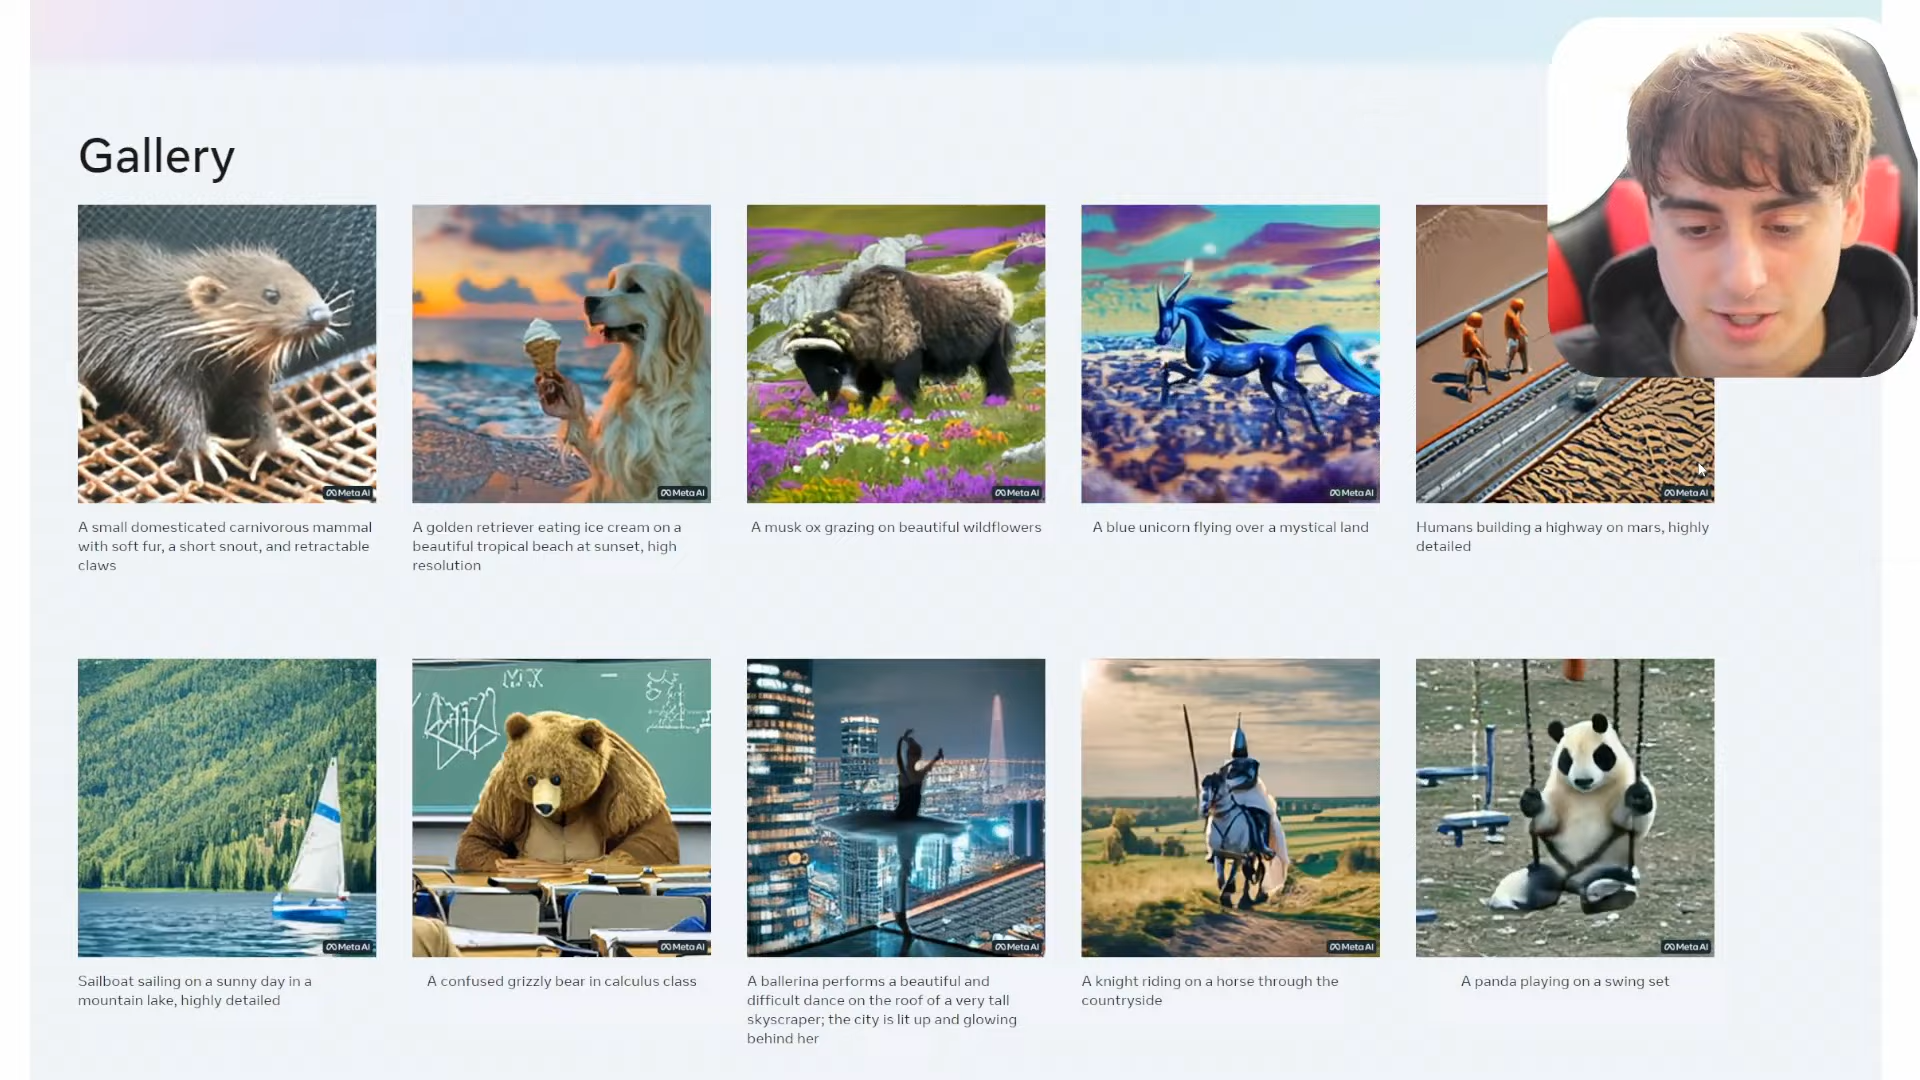 Gallery
Meta AI
Meta AI
Meta AI
Meta AI
Meta AI
A small domesticated carnivorous mammal
with soft fur, a short snout, and retractable
claws
A golden retriever eating ice cream on a
beautiful tropical beach at sunset, high
resolution
A musk ox grazing on beautiful wildflowers
A blue unicorn flying over a mystical land
Humans building a highway on mars, highly
detailed
Meta AI
Meta AI
Meta AI
Meta AI
Meta AI
Sailboat sailing on a sunny day in a
mountain lake, highly detailed
A confused grizzly bear in calculus class
A ballerina performs a beautiful and
difficult dance on the roof of a very tall
skyscraper; the city is lit up and glowing
behind her
A knight riding on a horse through the
countryside
A panda playing on a swing set